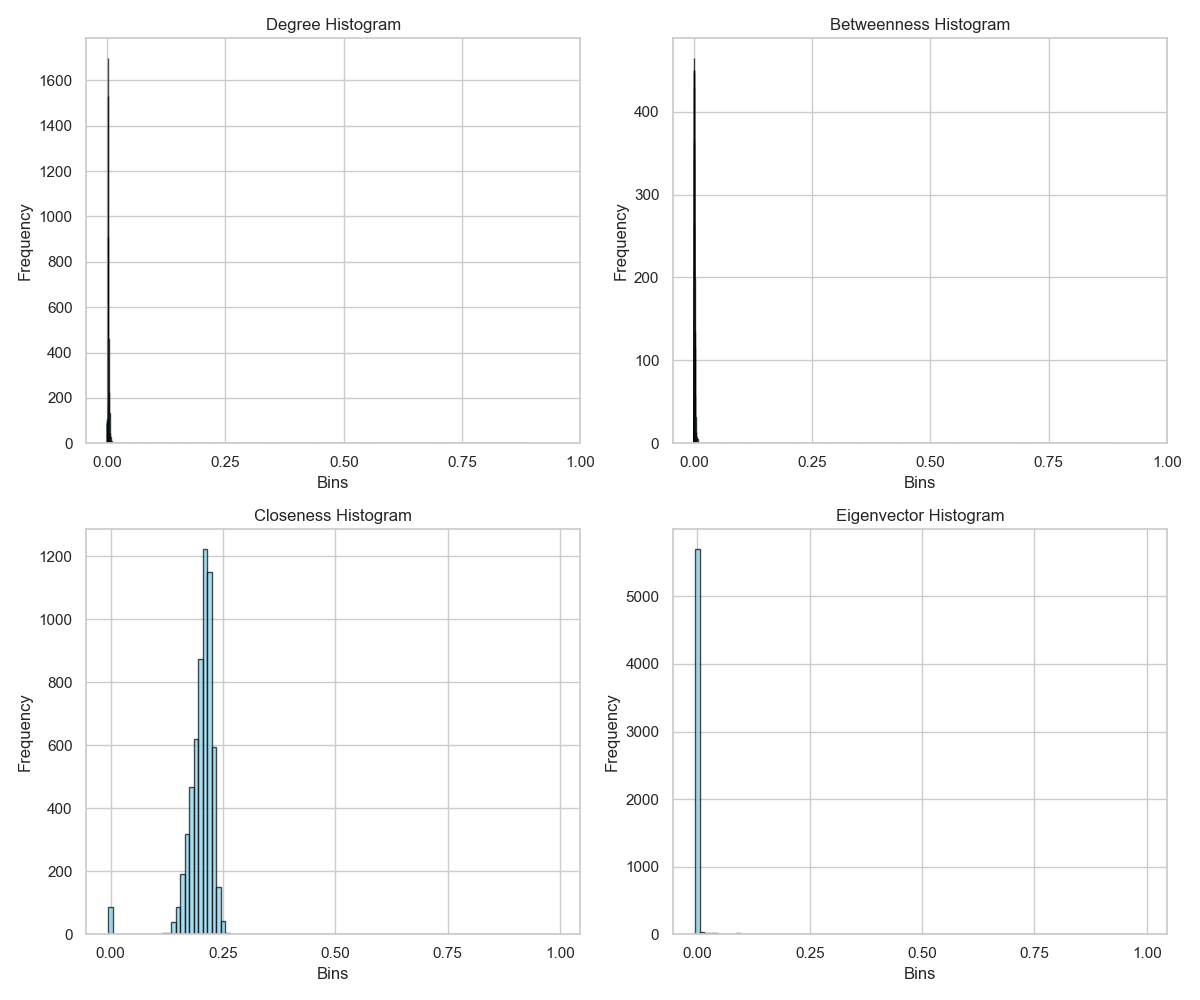 Degree Histogram
1600
1400
1200
1000
800
600
400
200
0
Frequency
0.00 0.25 0.50 0.75 1.00
Bins
Betweenness Histogram
400
300
200
100
0
Frequency
0.00 0.25 0.50 0.75 1.00
Bins
Closeness Histogram
1200
1000
800
600
400
200
0
Frequency
0.00 0.25 0.50 0.75 1.00
Bins
Eigenvector Histogram
5000
4000
3000
2000
1000
0
Frequency
0.00 0.25 0.50 0.75 1.00
Bins